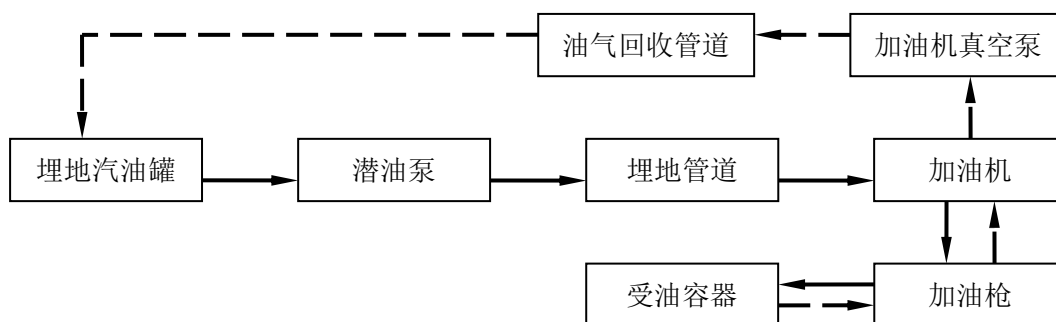 油气回收管道
加油机真空泵
埋地汽油罐
潜油泵
埋地管道
加油机
受油容器
加油枪